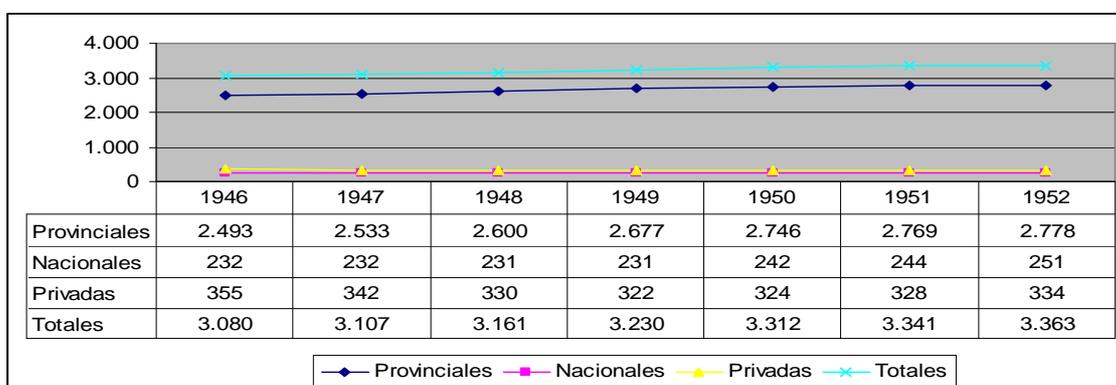 4.000
3.000
2.000
1.000
0
1946 1947 1948 1949 1950 1951 1952
Provinciales 2.493 2.533 2.600 2.677 2.746 2.769 2.778
Nacionales 232 232 231 231 242 244 251
Privadas 355 342 330 322 324 328 334
Totales 3.080 3.107 3.161 3.230 3.312 3.341 3.363
Provinciales Nacionales Privadas Totales